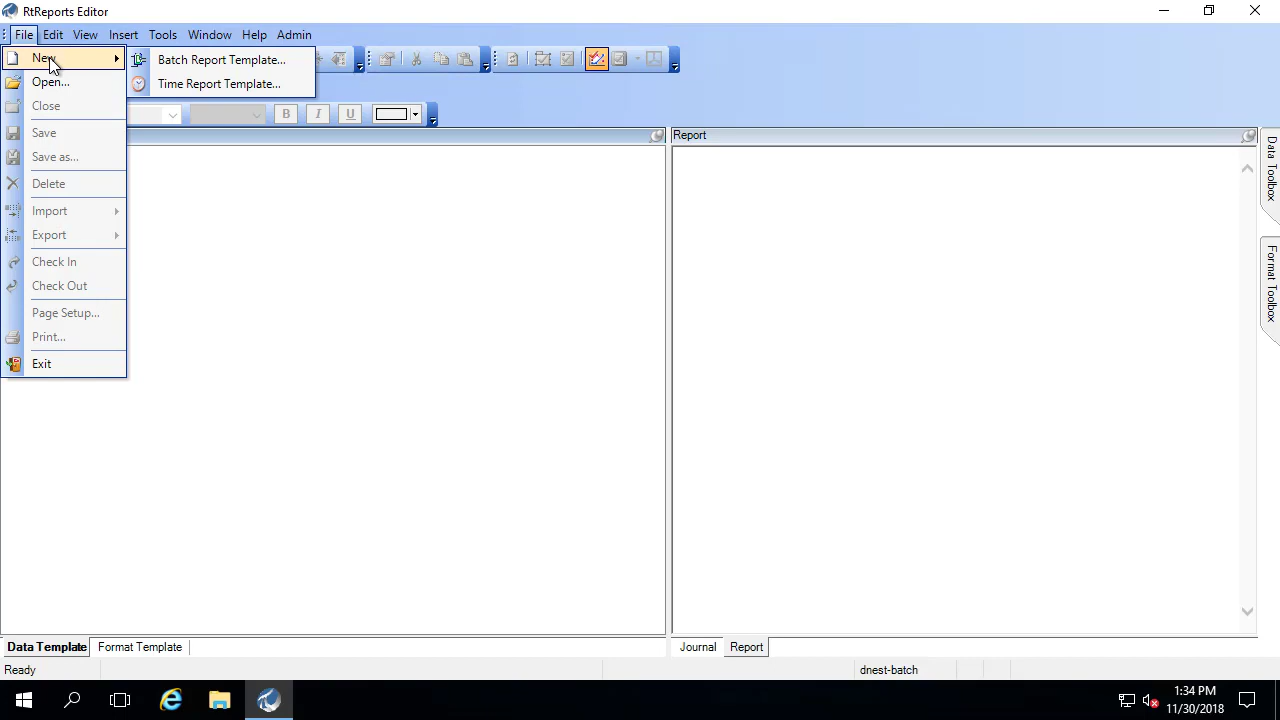 RtReports Editor
File Edit View Insert Tools Window Help Admin
New
Batch Report Template...
Time Report Template...
Open...
Close
Save
Save as...
Delete
Import
Export
Check In
Check Out
Page Setup...
Print...
Exit
B I U
Report
Data Toolbox
Format Toolbox
Data Template Format Template
Journal Report
Ready
dnest-batch
1:34 PM
11/30/2018